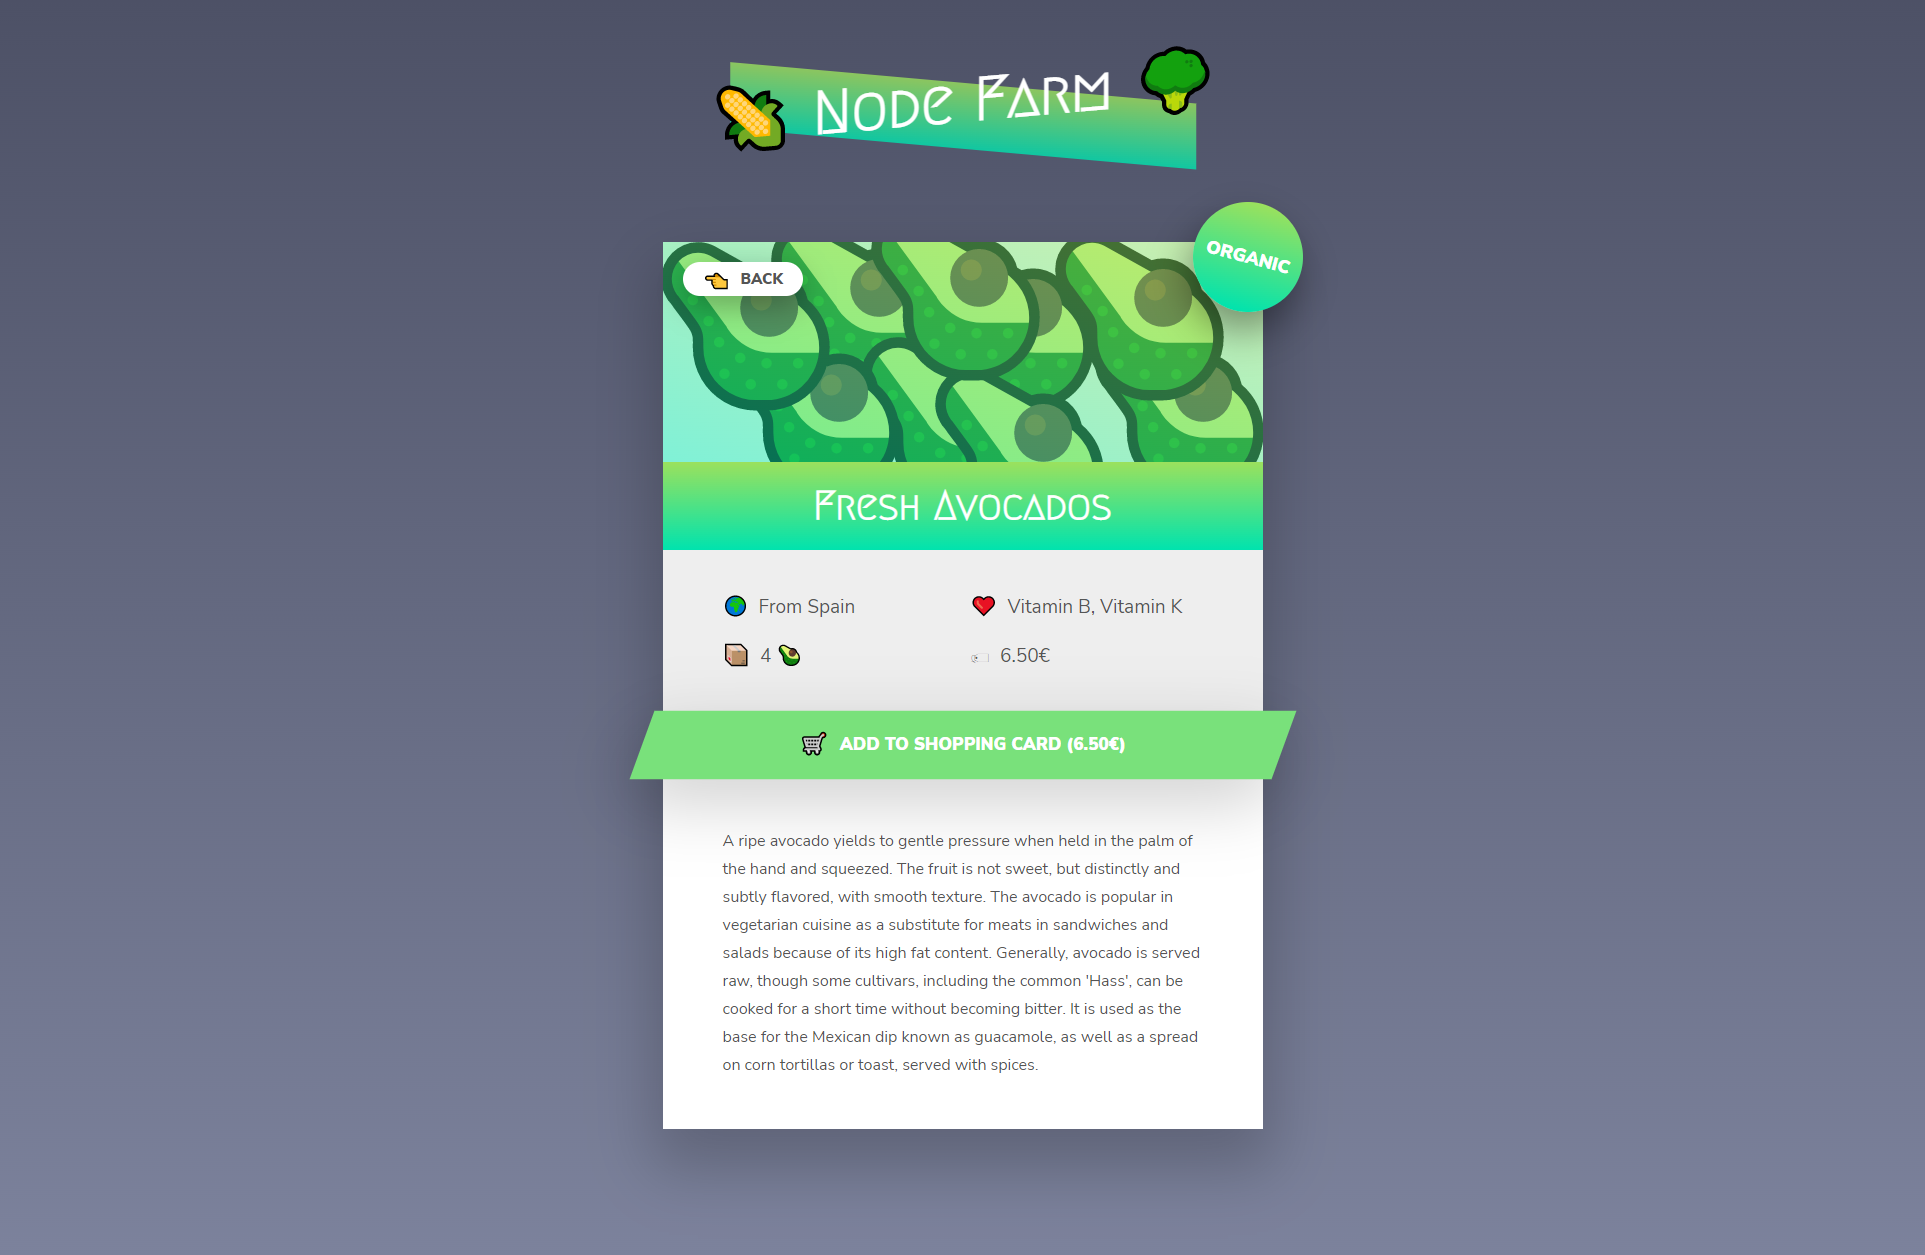 Node Farm
ORGANIC
BACK
Fresh Avocados
From Spain
Vitamin B, Vitamin K
4
6.50€
ADD TO SHOPPING CARD (6.50€)
A ripe avocado yields to gentle pressure when held in the palm of
the hand and squeezed. The fruit is not sweet, but distinctly and
subtly flavored, with smooth texture. The avocado is popular in
vegetarian cuisine as a substitute for meats in sandwiches and
salads because of its high fat content. Generally, avocado is served
raw, though some cultivars, including the common 'Hass', can be
cooked for a short time without becoming bitter. It is used as the
base for the Mexican dip known as guacamole, as well as a spread
on corn tortillas or toast, served with spices.